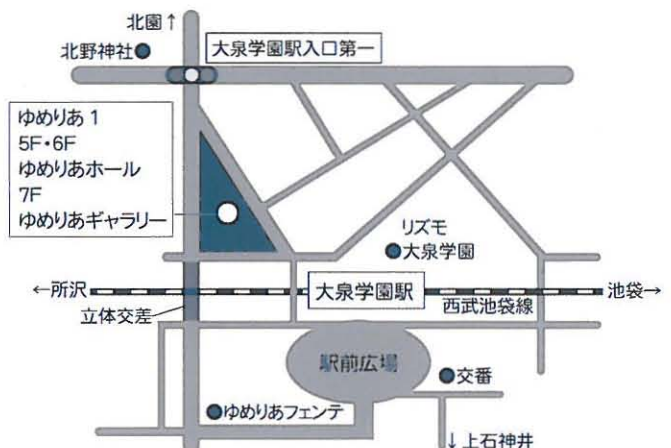 北園↑
北野神社
大泉学園駅入口第一
ゆめりあ 1
5F・6F
ゆめりあホール
7F
ゆめりあギャラリー
リズモ
大泉学園
←所沢
大泉学園駅
池袋→
西武池袋線
立体交差
駅前広場
交番
ゆめりあフェンテ
↓上石神井